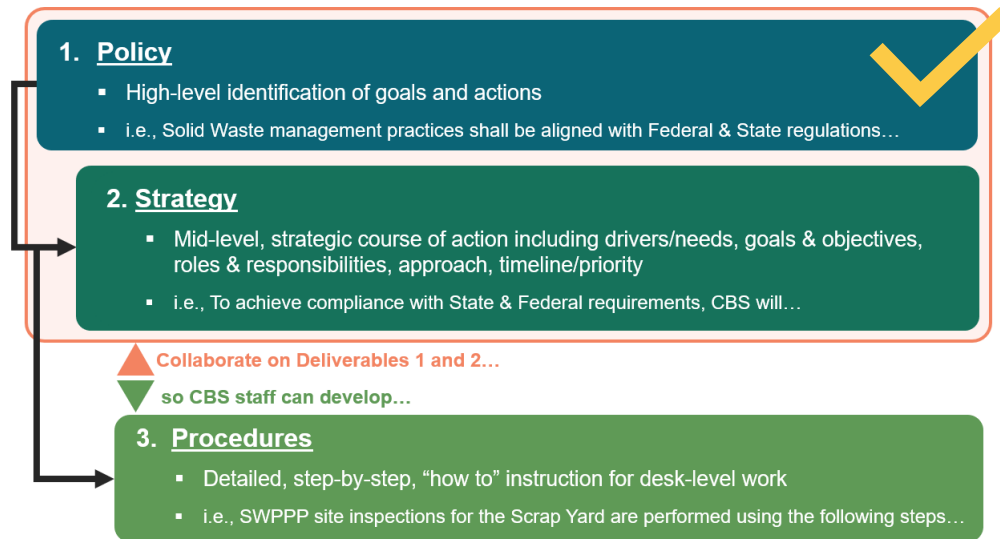 1. Policy
▪ High-level identification of goals and actions
▪ i.e., Solid Waste management practices shall be aligned with Federal & State regulations…
2. Strategy
▪ Mid-level, strategic course of action including drivers/needs, goals & objectives,
roles & responsibilities, approach, timeline/priority
▪ i.e., To achieve compliance with State & Federal requirements, CBS will…
Collaborate on Deliverables 1 and 2…
so CBS staff can develop…
3. Procedures
▪ Detailed, step-by-step, “how to” instruction for desk-level work
▪ i.e., SWPPP site inspections for the Scrap Yard are performed using the following steps…